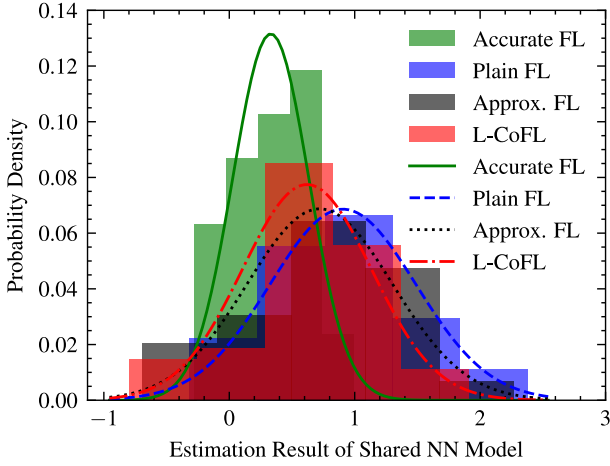 0.14
0.12
0.10
0.08
0.06
0.04
0.02
0.00
Probability Density
Accurate FL
Plain FL
Approx. FL
L-CoFL
Accurate FL
Plain FL
Approx. FL
L-CoFL
−1
0
1
2
3
Estimation Result of Shared NN Model